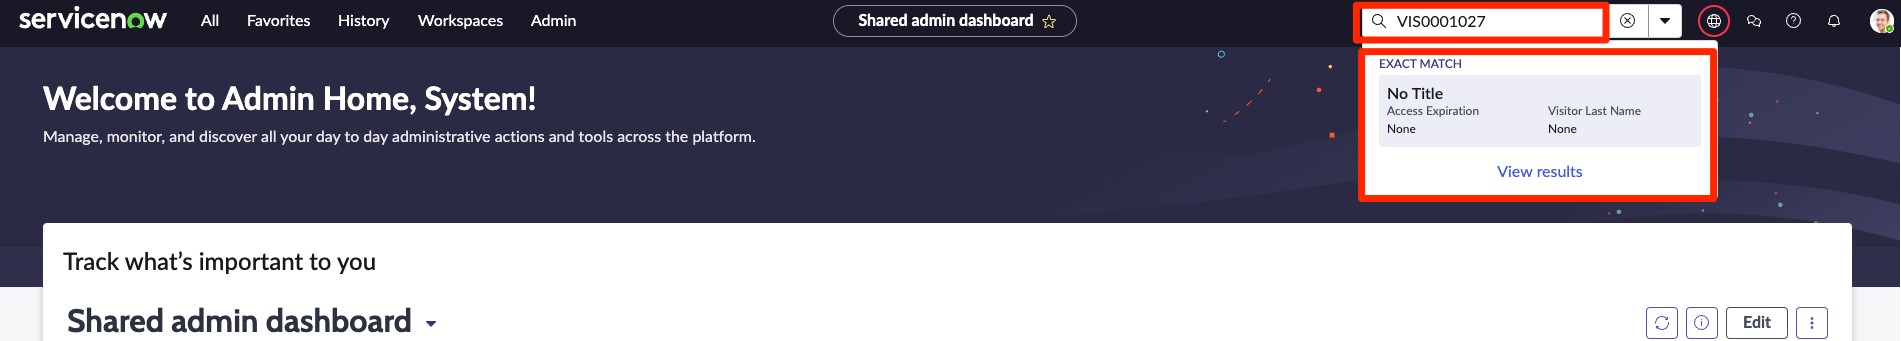 servicenow All Favorites History Workspaces Admin Shared admin dashboard VIS0001027
EXACT MATCH
No Title
Access Expiration Visitor Last Name
None None
View results
Welcome to Admin Home, System!
Manage, monitor, and discover all your day to day administrative actions and tools across the platform.
Track what's important to you
Shared admin dashboard Edit